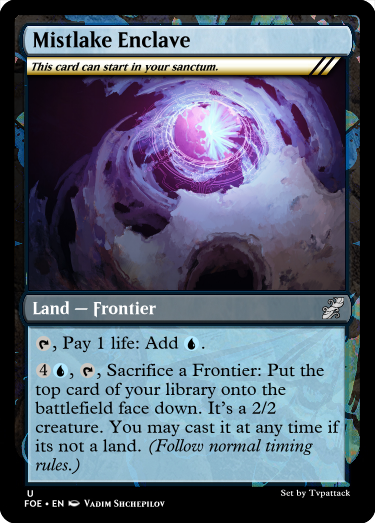 Mistlake Enclave
This card can start in your sanctum.
Land — Frontier
, Pay 1 life: Add .
4 , , Sacrifice a Frontier: Put the
top card of your library onto the
battlefield face down. It's a 2/2
creature. You may cast it at any time if
its not a land. (Follow normal timing
rules.)
U
FOE • EN Vadim Shchepilov
Set by Tvpattack